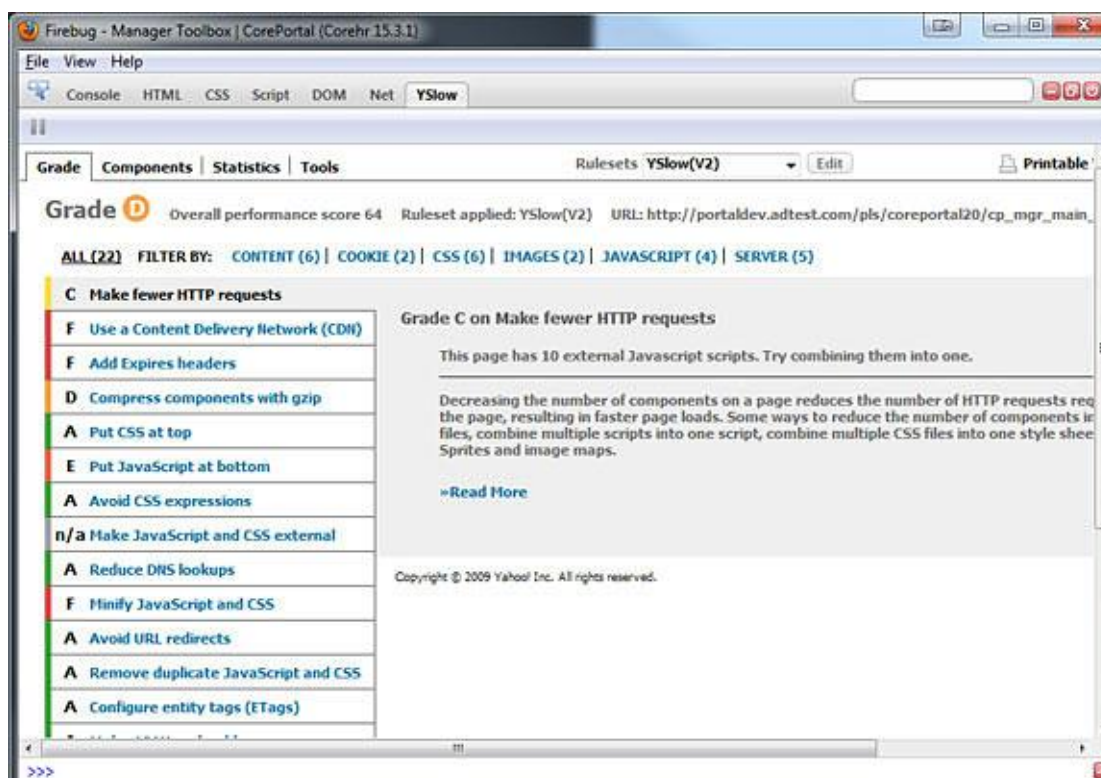 Firebug - Manager Toolbox | CorePortal (Corehr 15.3.1)
File View Help
Console HTML CSS Script DOM Net YSlow
Grade Components | Statistics | Tools Rulesets YSlow(V2) Edit Printable
Grade D Overall performance score 64 Ruleset applied: YSlow(V2) URL: http://portaldev.adtest.com/pls/coreportal20/cp_mgr_main_
ALL (22) FILTER BY: CONTENT (6) | COOKIE (2) | CSS (6) | IMAGES (2) | JAVASCRIPT (4) | SERVER (5)
C Make fewer HTTP requests
F Use a Content Delivery Network (CDN)
F Add Expires headers
D Compress components with gzip
A Put CSS at top
E Put JavaScript at bottom
A Avoid CSS expressions
n/a Make JavaScript and CSS external
A Reduce DNS lookups
F Minify JavaScript and CSS
A Avoid URL redirects
A Remove duplicate JavaScript and CSS
A Configure entity tags (ETags)
Grade C on Make fewer HTTP requests
This page has 10 external Javascript scripts. Try combining them into one.
Decreasing the number of components on a page reduces the number of HTTP requests req
the page, resulting in faster page loads. Some ways to reduce the number of components in
files, combine multiple scripts into one script, combine multiple CSS files into one style shee
Sprites and image maps.
»Read More
Copyright © 2009 Yahoo! Inc. All rights reserved.
>>>